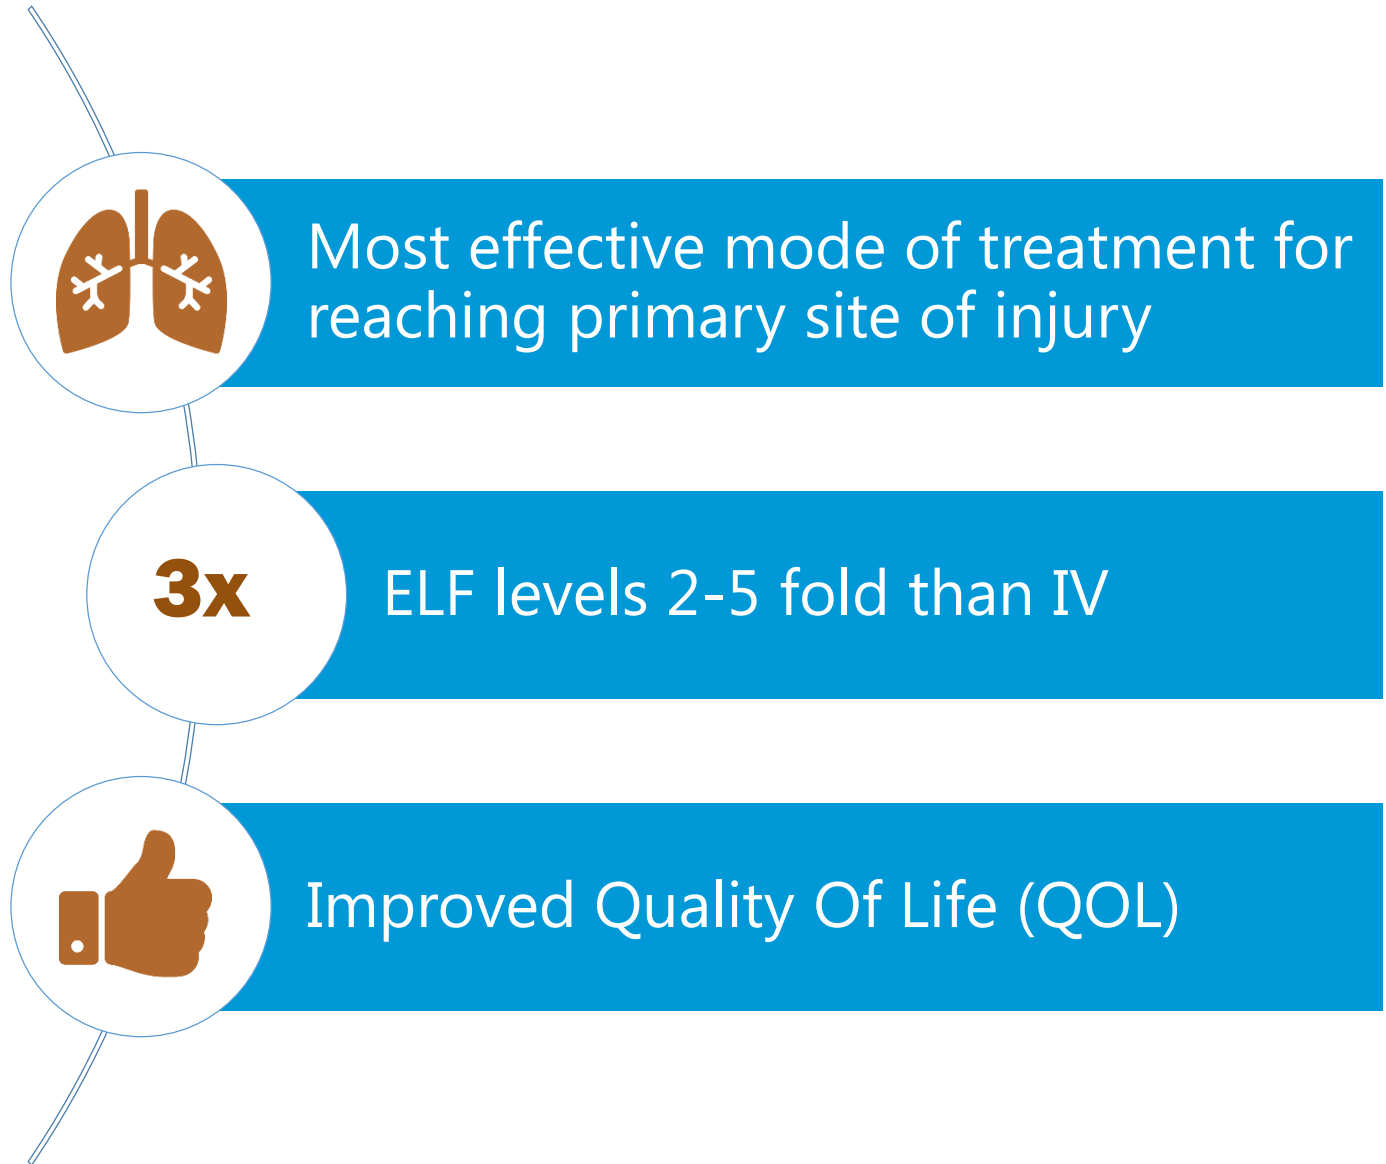 Most effective mode of treatment for
reaching primary site of injury
3x
ELF levels 2-5 fold than IV
Improved Quality Of Life (QOL)